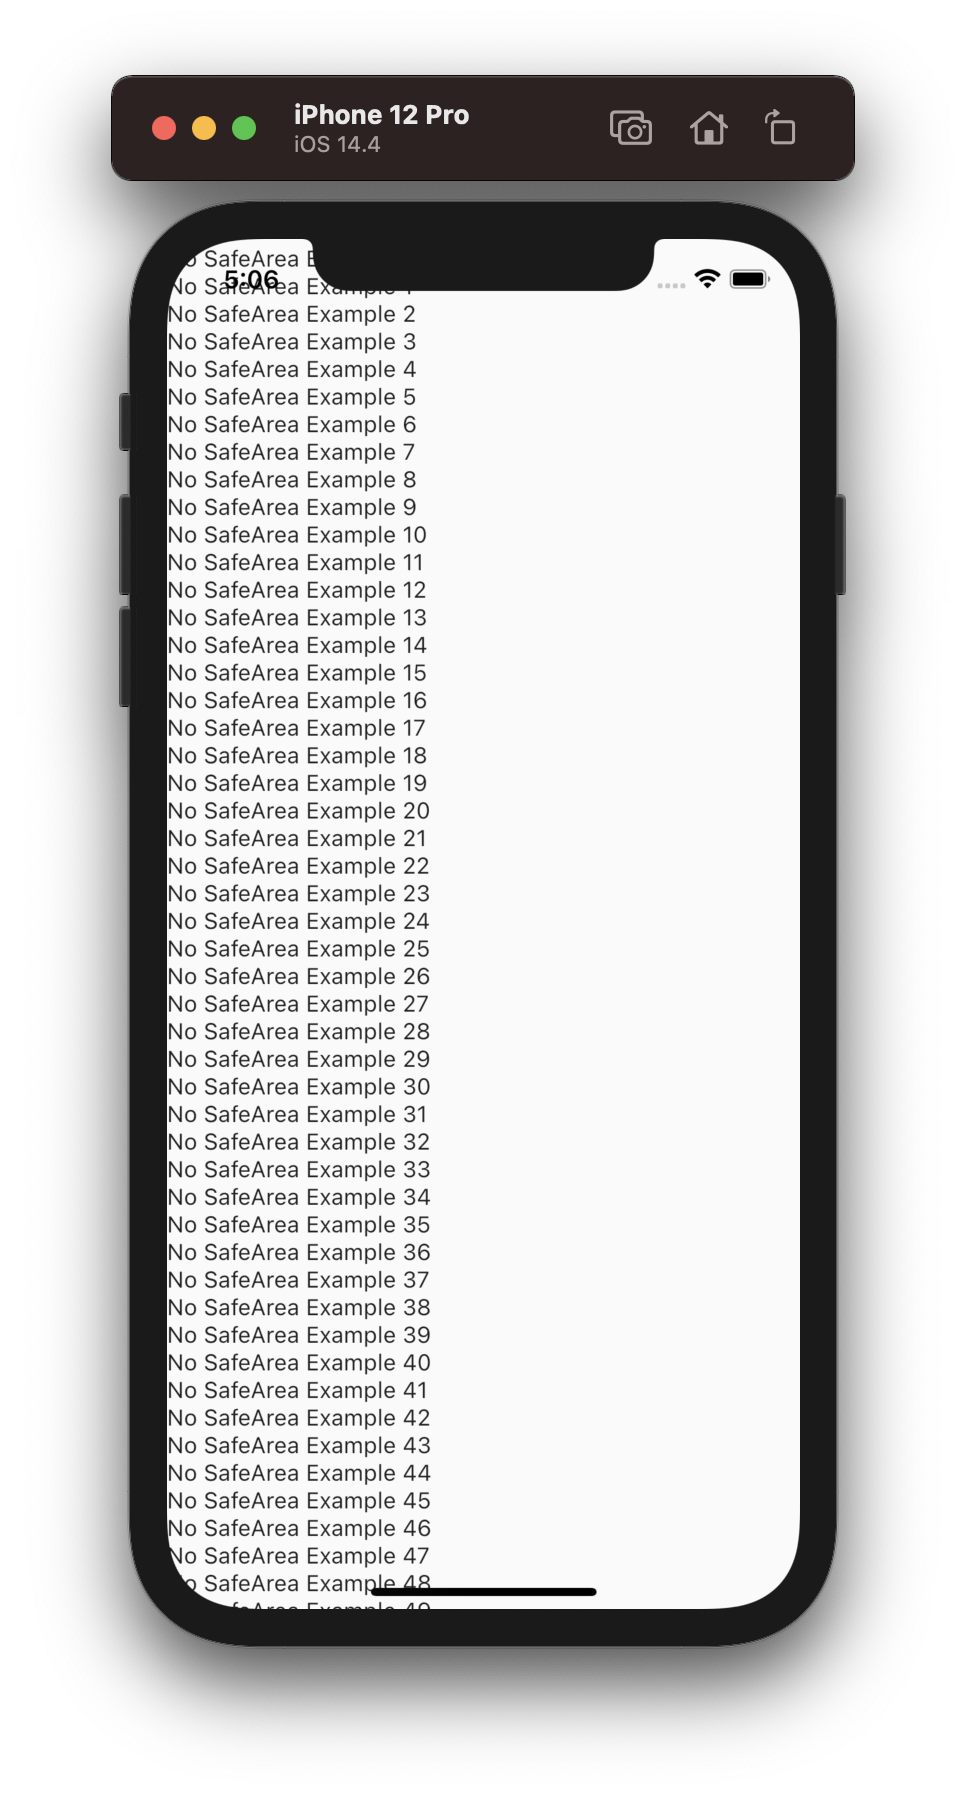 iPhone 12 Pro
iOS 14.4
SafeArea
5:06
No SafeArea Example
No SafeArea Example 2
No SafeArea Example 3
No SafeArea Example 4
No SafeArea Example 5
No SafeArea Example 6
No SafeArea Example 7
No SafeArea Example 8
No SafeArea Example 9
No SafeArea Example 10
No SafeArea Example 11
No SafeArea Example 12
No SafeArea Example 13
No SafeArea Example 14
No SafeArea Example 15
No SafeArea Example 16
No SafeArea Example 17
No SafeArea Example 18
No SafeArea Example 19
No SafeArea Example 20
No SafeArea Example 21
No SafeArea Example 22
No SafeArea Example 23
No SafeArea Example 24
No SafeArea Example 25
No SafeArea Example 26
No SafeArea Example 27
No SafeArea Example 28
No SafeArea Example 29
No SafeArea Example 30
No SafeArea Example 31
No SafeArea Example 32
No SafeArea Example 33
No SafeArea Example 34
No SafeArea Example 35
No SafeArea Example 36
No SafeArea Example 37
No SafeArea Example 38
No SafeArea Example 39
No SafeArea Example 40
No SafeArea Example 41
No SafeArea Example 42
No SafeArea Example 43
No SafeArea Example 44
No SafeArea Example 45
No SafeArea Example 46
No SafeArea Example 47
No SafeArea Example 48